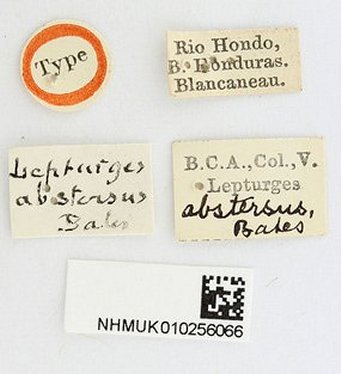 Type
Rio Hondo,
B. Honduras.
Blancaneau.
Lepturges
abstersus
Bates
B.C.A.,Col.,V.
Lepturges
abstersus,
Bates
NHMUK010256066